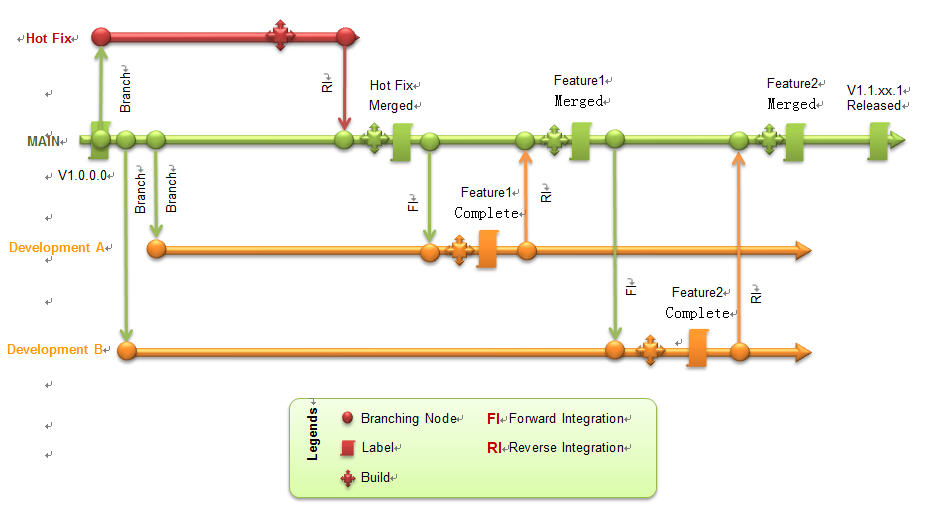 Hot Fix
Branch
RI
Hot Fix
Merged
Feature1
Merged
Feature2
Merged
V1.1.xx.1
Released
MAIN
V1.0.0.0
Branch
Branch
FI
Feature1
Complete
RI
Development A
FI
Feature2
Complete
RI
Development B
Legends
Branching Node
FI Forward Integration
Label
RI Reverse Integration
Build